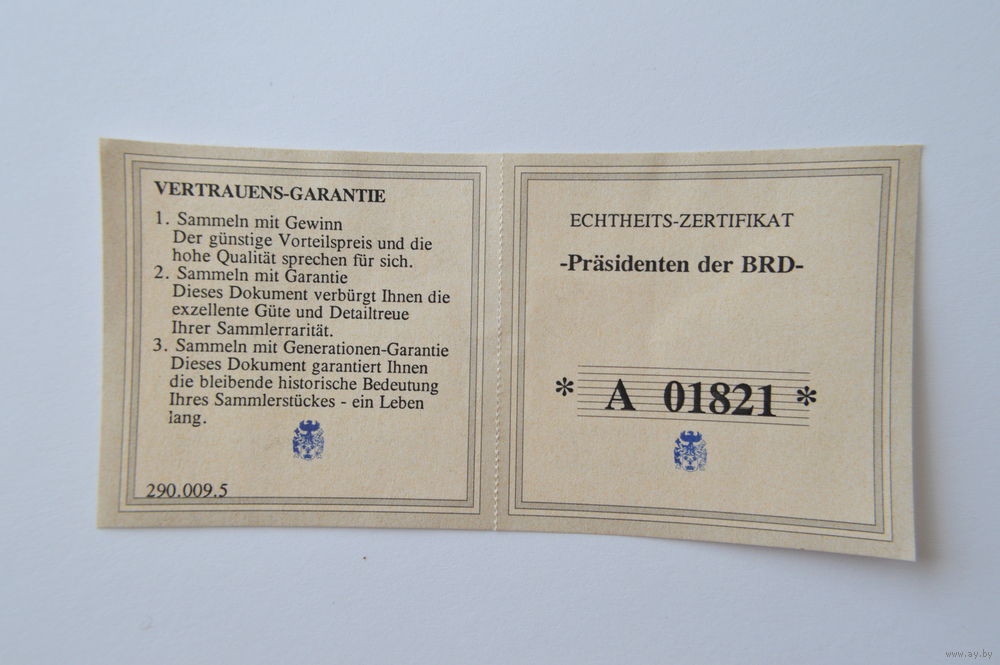 VERTRAUENS-GARANTIE
1. Sammeln mit Gewinn
Der günstige Vorteilspreis und die
hohe Qualität sprechen für sich.
2. Sammeln mit Garantie
Dieses Dokument verbürgt Ihnen die
exzellente Güte und Detailtreue
Ihrer Sammlerrarität.
3. Sammeln mit Generationen-Garantie
Dieses Dokument garantiert Ihnen
die bleibende historische Bedeutung
Ihres Sammlerstückes - ein Leben
lang.
290.009.5
ECHTHEITS-ZERTIFIKAT
-Präsidenten der BRD-
* A 01821 *
www.ay.by